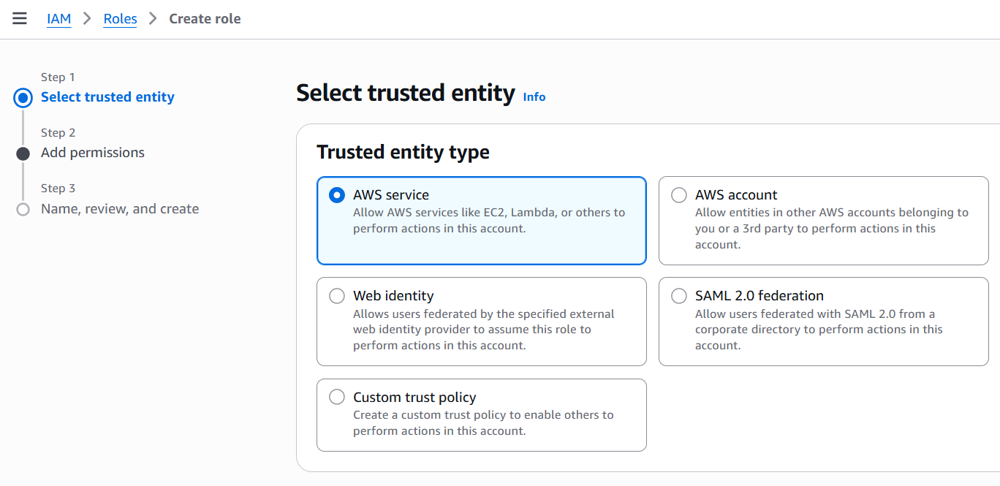 IAM > Roles > Create role
Step 1
Select trusted entity
Step 2
Add permissions
Step 3
Name, review, and create
Select trusted entity Info
Trusted entity type
AWS service
Allow AWS services like EC2, Lambda, or others to
perform actions in this account.
AWS account
Allow entities in other AWS accounts belonging to
you or a 3rd party to perform actions in this
account.
Web identity
Allows users federated by the specified external
web identity provider to assume this role to
perform actions in this account.
SAML 2.0 federation
Allow users federated with SAML 2.0 from a
corporate directory to perform actions in this
account.
Custom trust policy
Create a custom trust policy to enable others to
perform actions in this account.